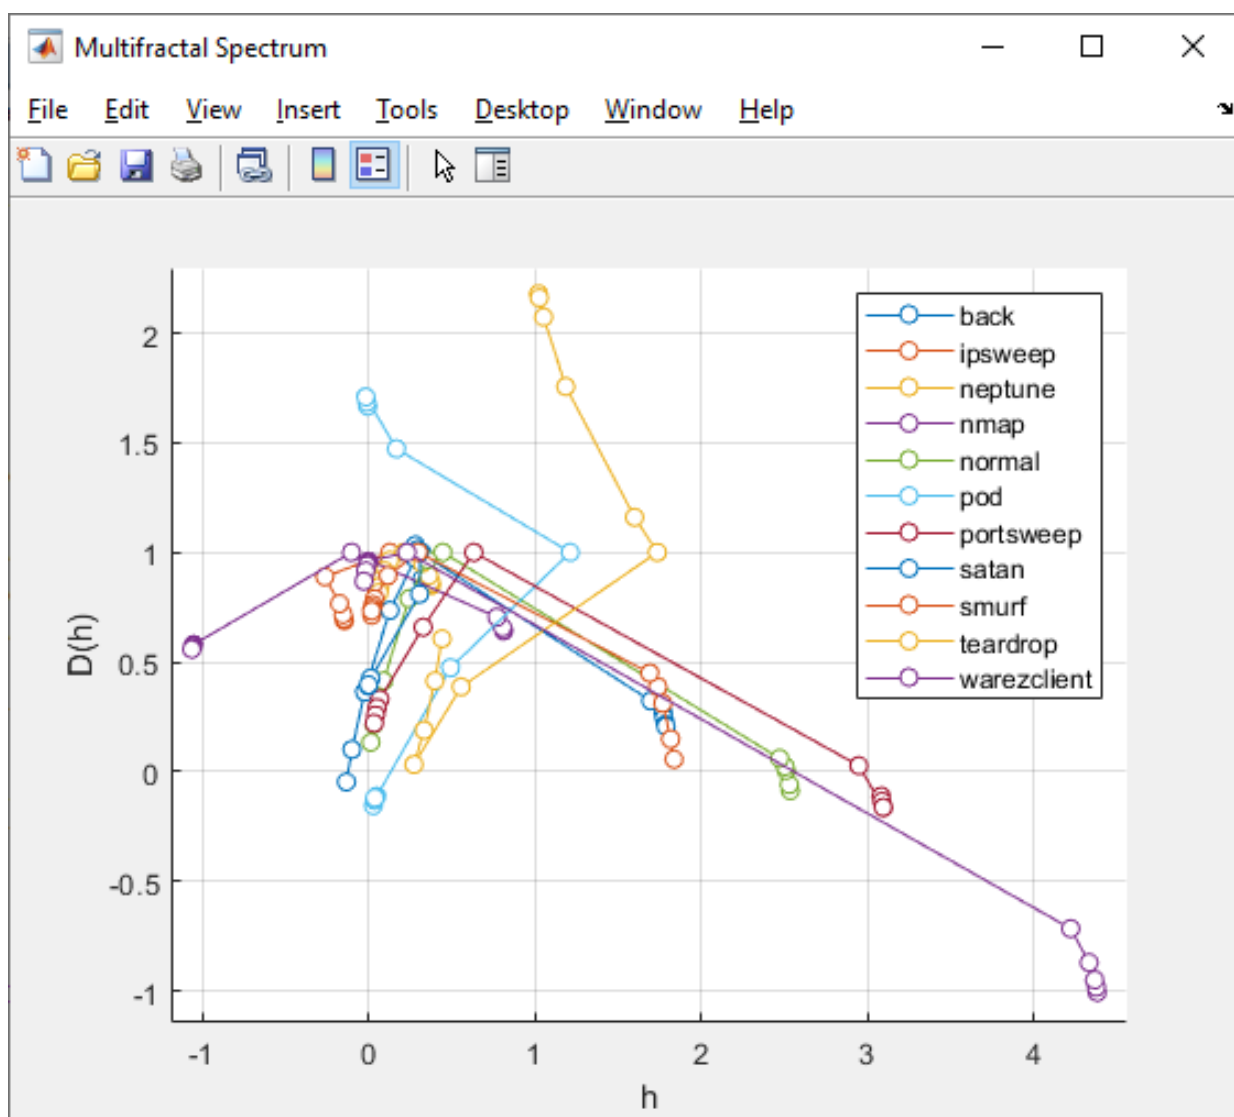 Multifractal Spectrum
File Edit View Insert Tools Desktop Window Help
2
1.5
1
0.5
0
-0.5
-1
D(h)
-1 0 1 2 3 4
h
back
ipsweep
neptune
nmap
normal
pod
portsweep
satan
smurf
teardrop
warezclient